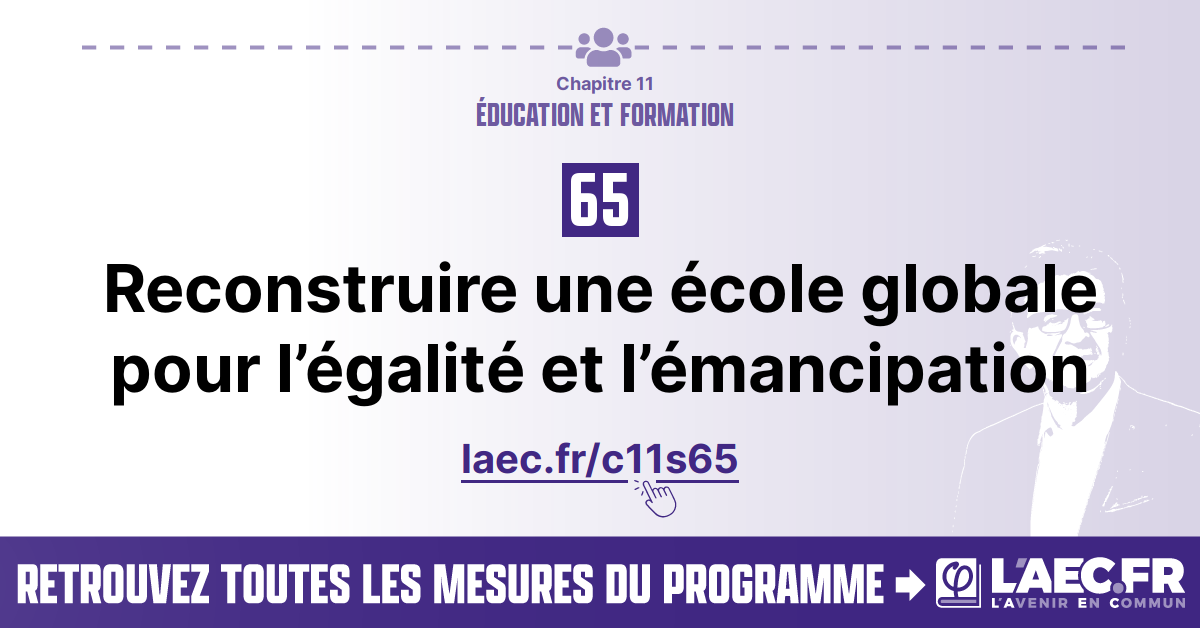 Chapitre 11
ÉDUCATION ET FORMATION
65
Reconstruire une école globale
pour l’égalité et l’émancipation
laec.fr/c11s65
RETROUVEZ TOUTES LES MESURES DU PROGRAMME
L'AEC.FR
L'AVENIR EN COMMUN